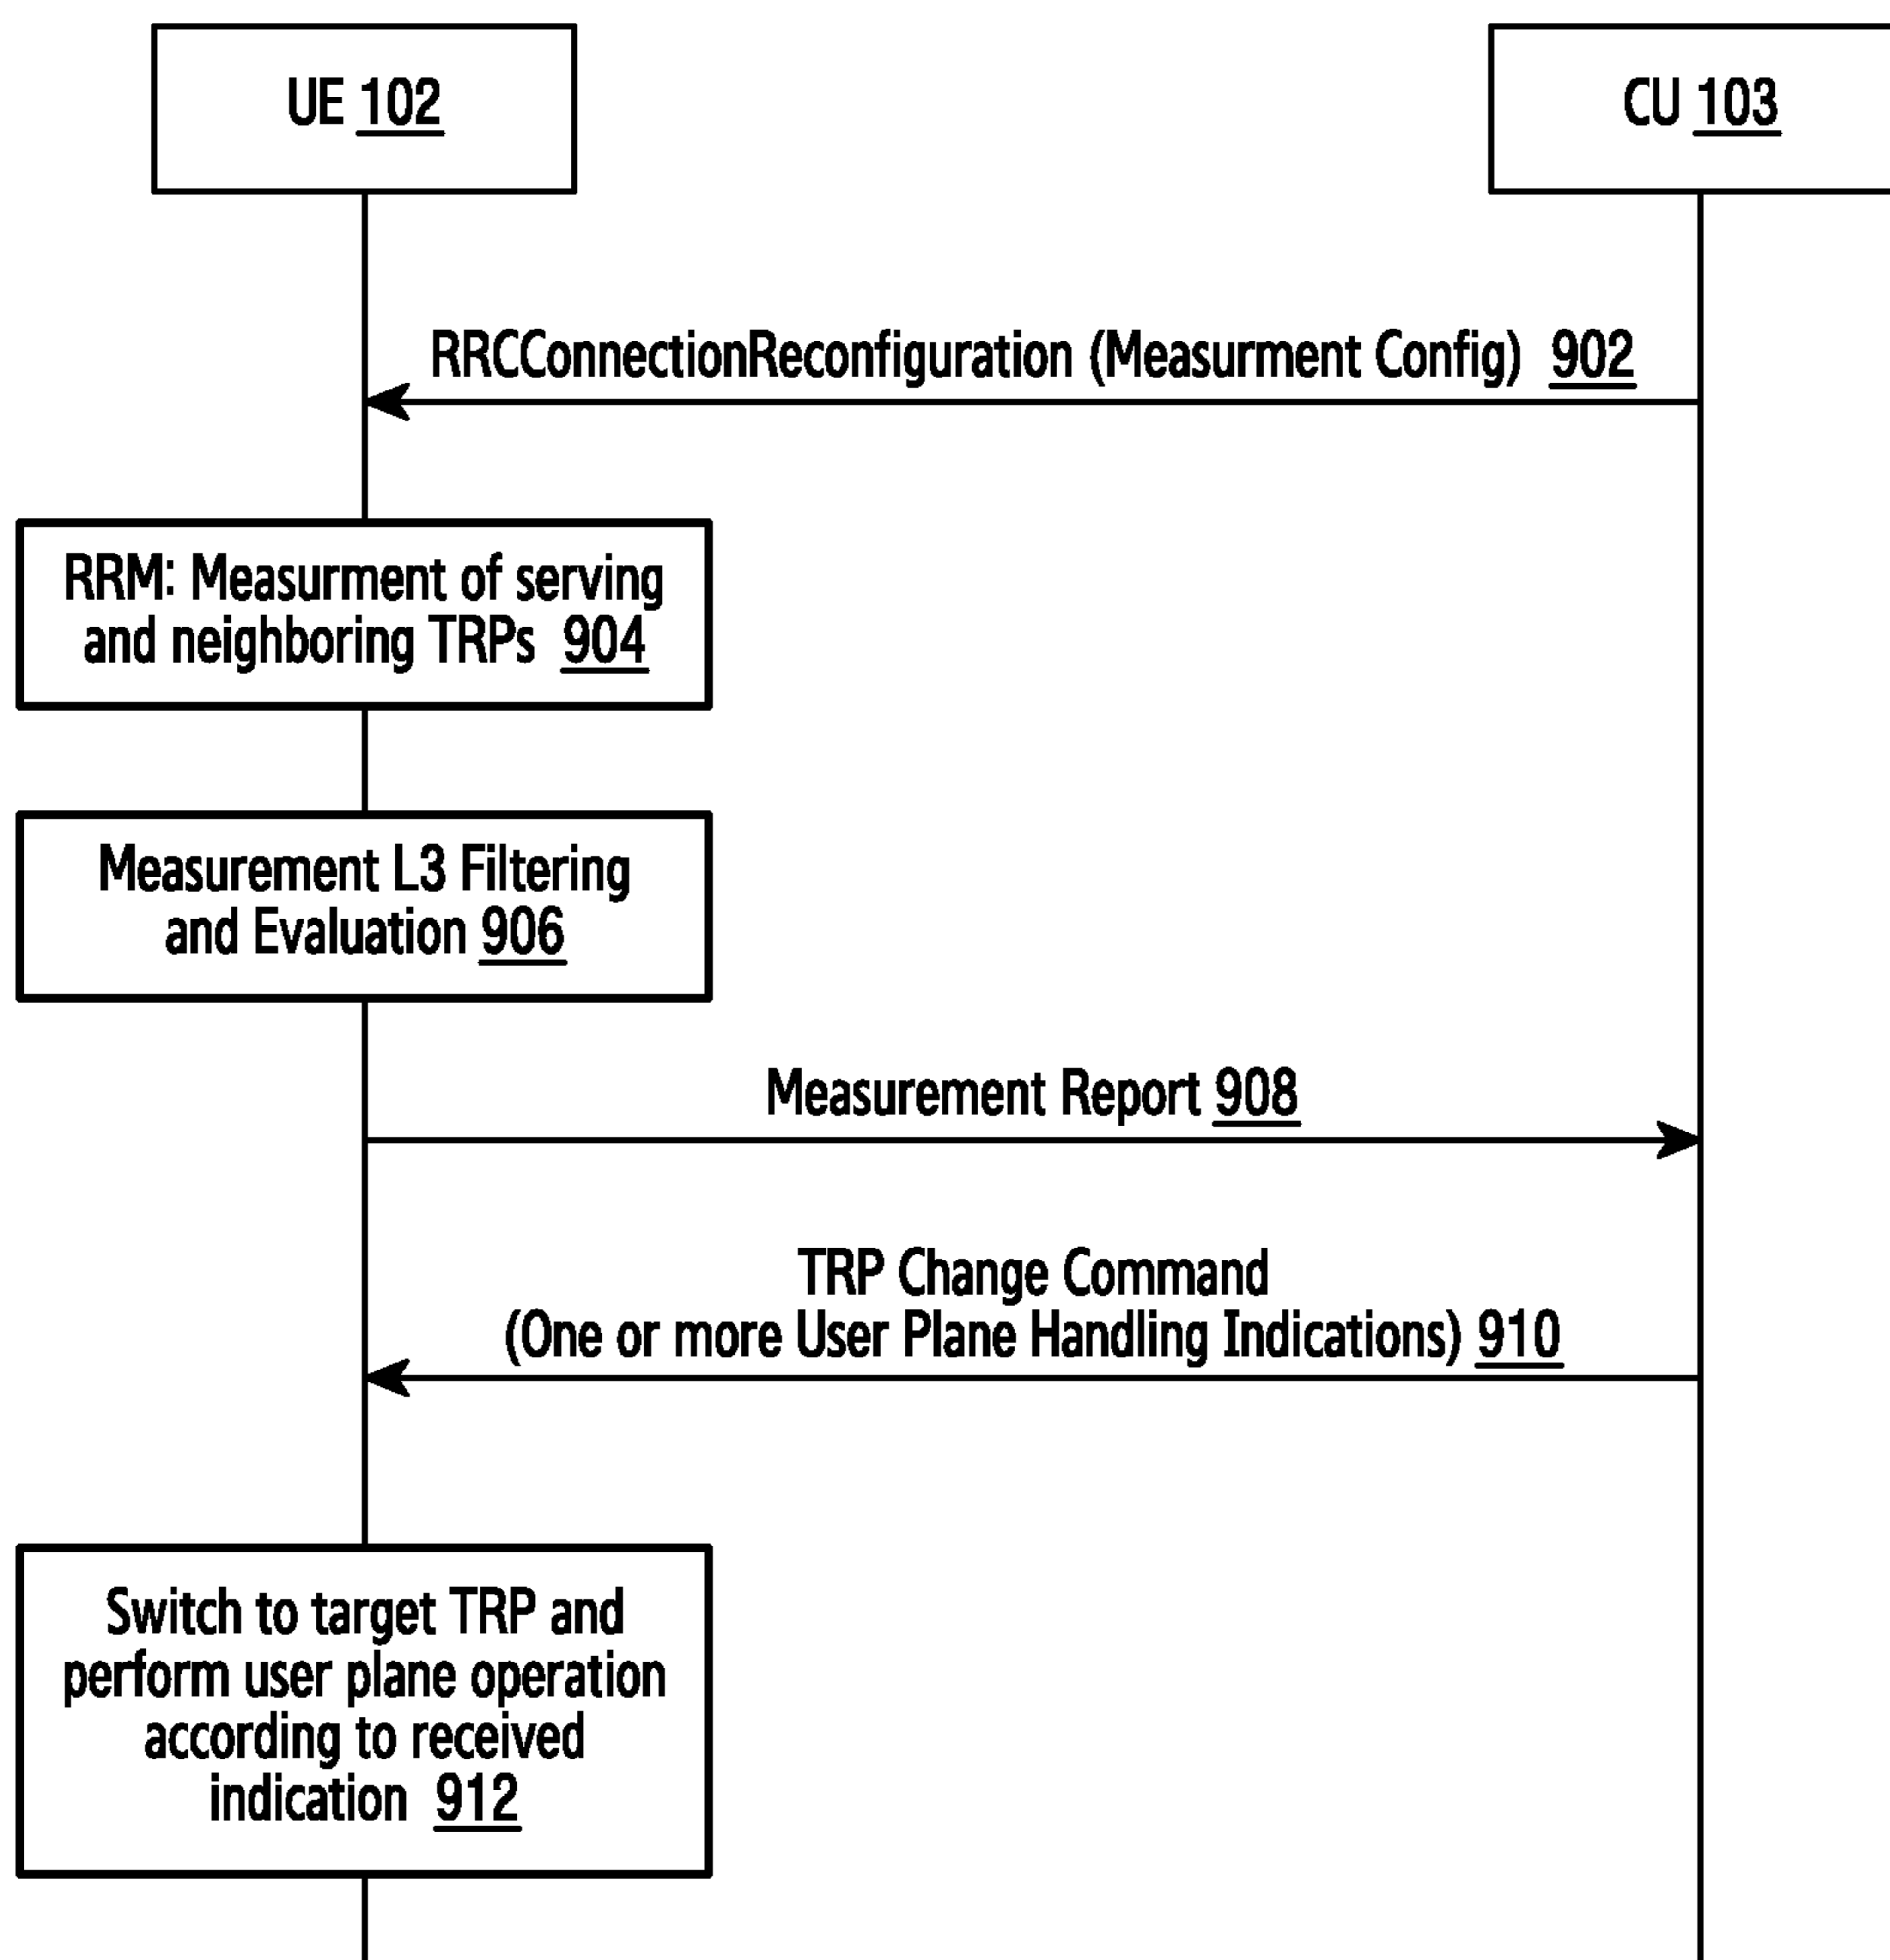 UE 102
CU 103
RRCConnectionReconfiguration (Measurment Config) 902
RRM: Measurment of serving
and neighboring TRPs 904
Measurement L3 Filtering
and Evaluation 906
Measurement Report 908
TRP Change Command
(One or more User Plane Handling Indications) 910
Switch to target TRP and
perform user plane operation
according to received
indication 912